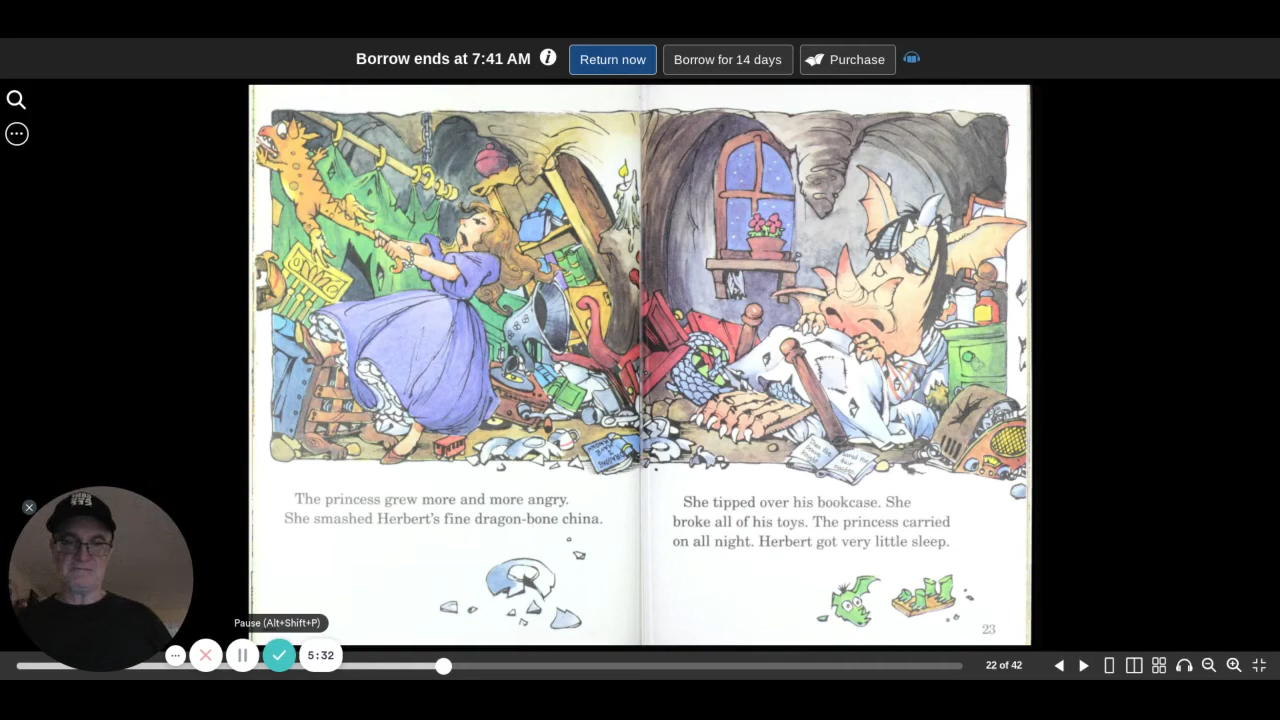 Borrow ends at 7:41 AM
Return now
Borrow for 14 days
Purchase
The princess grew more and more angry.
She smashed Herbert's fine dragon-bone china.
She tipped over his bookcase. She
broke all of his toys. The princess carried
on all night. Herbert got very little sleep.
23
Pause (Alt+Shift+P)
5:32
22 of 42